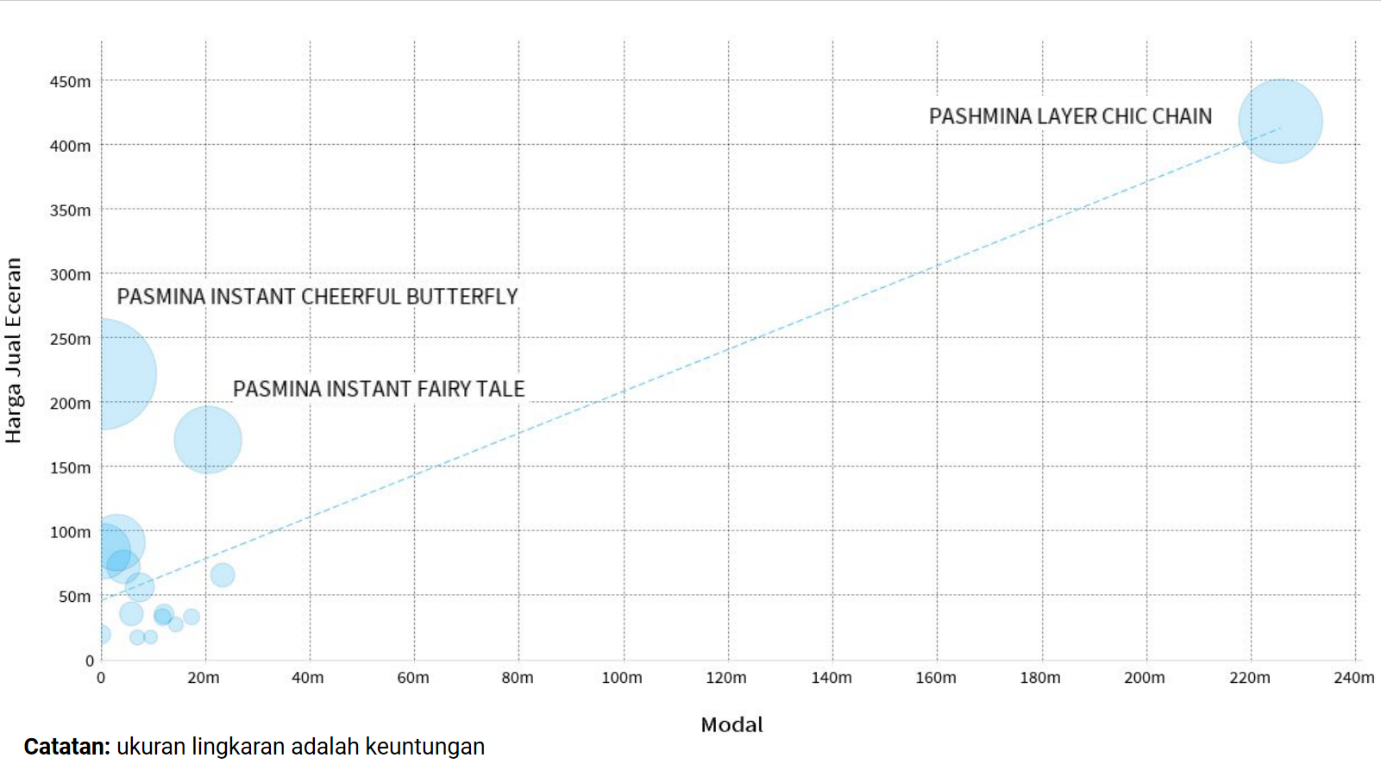 450m
PASHMINA LAYER CHIC CHAIN
400m
350m
300m
PASMINA INSTANT CHEERFUL BUTTERFLY
250m
PASMINA INSTANT FAIRY TALE
200m
150m
100m
50m
0
Harga Jual Eceran
0 20m 40m 60m 80m 100m 120m 140m 160m 180m 200m 220m 240m
Modal
Catatan: ukuran lingkaran adalah keuntungan